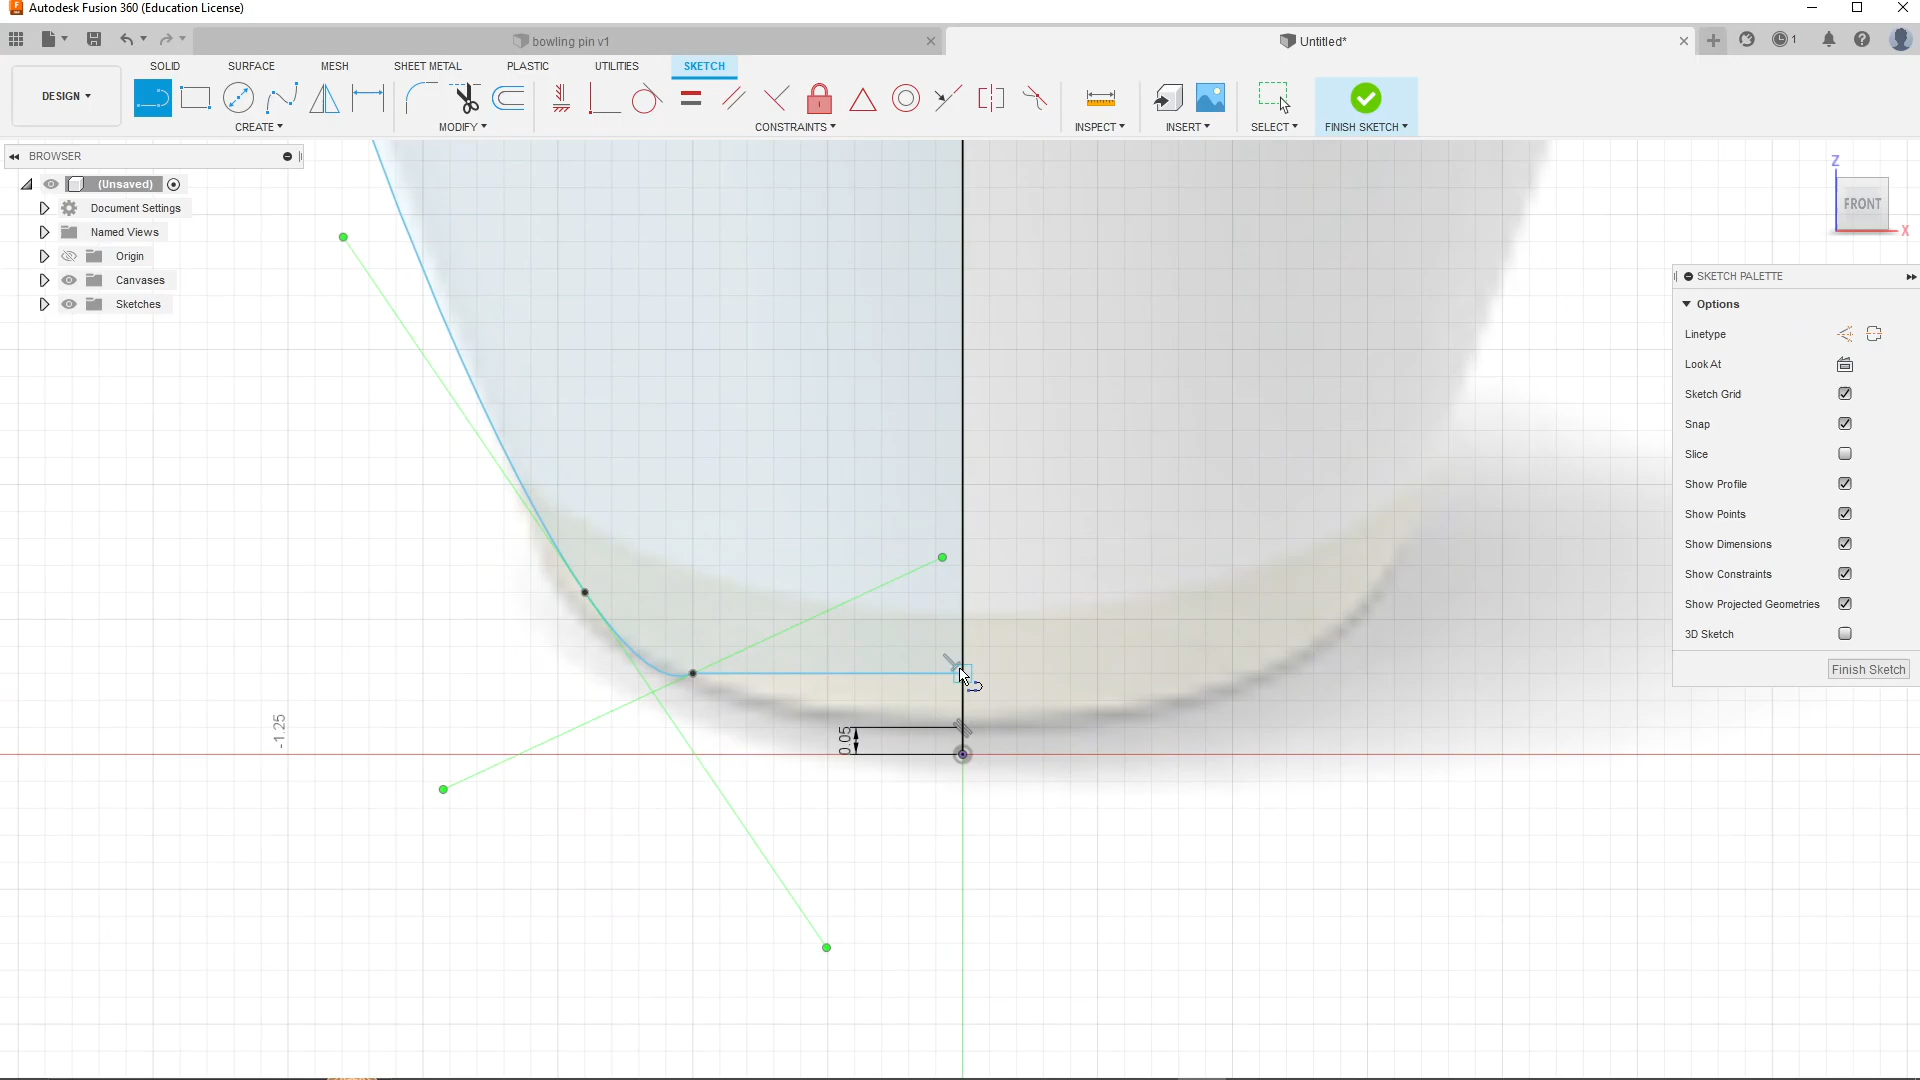 Autodesk Fusion 360 (Education License)
bowling pin v1
Untitled*
1
SOLID SURFACE MESH SHEET METAL PLASTIC UTILITIES SKETCH
DESIGN
CREATE MODIFY CONSTRAINTS INSPECT INSERT SELECT FINISH SKETCH
BROWSER
(Unsaved)
Document Settings
Named Views
Origin
Canvases
Sketches
Z
FRONT
X
SKETCH PALETTE
Options
Linetype
Look At
Sketch Grid
Snap
Slice
Show Profile
Show Points
Show Dimensions
Show Constraints
Show Projected Geometries
3D Sketch
Finish Sketch
-1.25
0.05